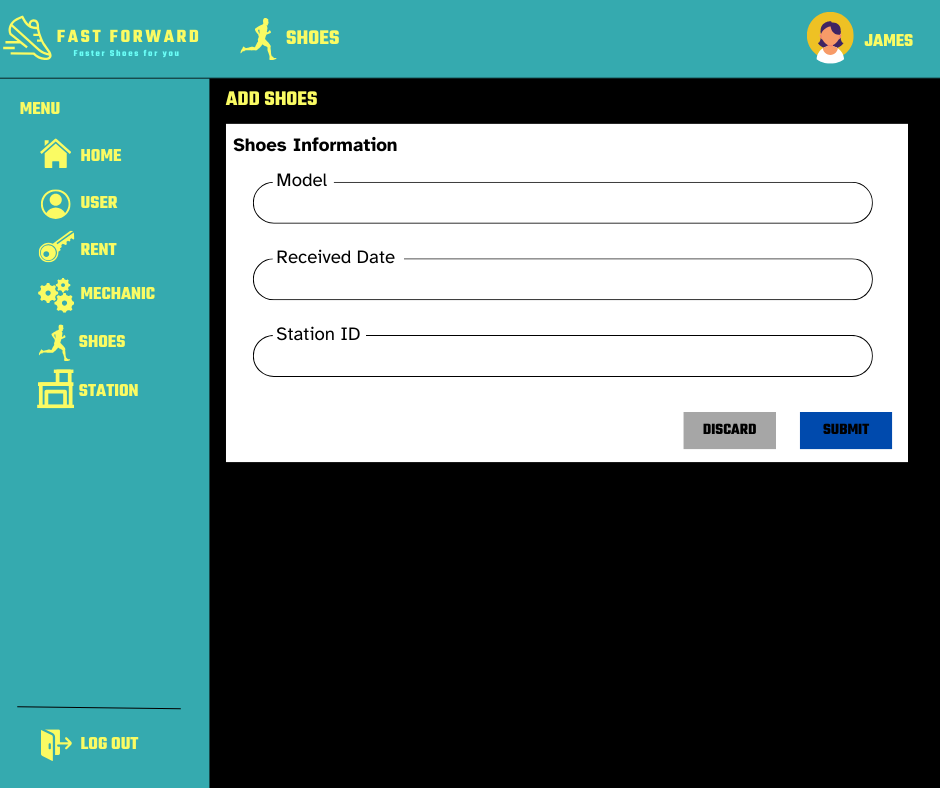 FAST FORWARD
Faster Shoes for you
SHOES
JAMES
MENU
HOME
USER
RENT
MECHANIC
SHOES
STATION
LOG OUT
ADD SHOES
Shoes Information
Model
Received Date
Station ID
DISCARD
SUBMIT